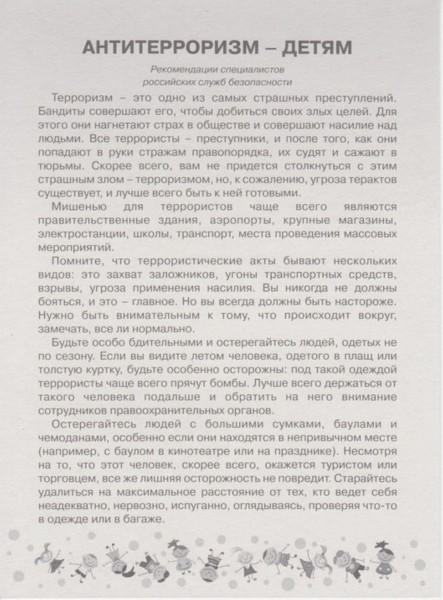 АНТИТЕРРОРИЗМ – ДЕТЯМ
Рекомендации специалистов
российских служб безопасности
Терроризм – это одно из самых страшных преступлений.
Бандиты совершают его, чтобы добиться своих злых целей. Для
этого они нагнетают страх в обществе и совершают насилие над
людьми. Все террористы – преступники, и после того, как они
попадают в руки стражам правопорядка, их судят и сажают в
тюрьмы. Скорее всего, вам не придется столкнуться с этим
страшным злом – терроризмом, но, к сожалению, угроза терактов
существует, и лучше всего быть к ней готовыми.
Мишенью для террористов чаще всего являются
правительственные здания, аэропорты, крупные магазины,
электростанции, школы, транспорт, места проведения массовых
мероприятий.
Помните, что террористические акты бывают нескольких
видов: это захват заложников, угоны транспортных средств,
взрывы, угроза применения насилия. Вы никогда не должны
бояться, и это – главное. Но вы всегда должны быть настороже.
Нужно быть внимательным к тому, что происходит вокруг,
замечать, все ли нормально.
Будьте особо бдительными и остерегайтесь людей, одетых не
по сезону. Если вы видите летом человека, одетого в плащ или
толстую куртку, будьте особенно осторожны: под такой одеждой
террористы чаще всего прячут бомбы. Лучше всего держаться от
такого человека подальше и обратить на него внимание
сотрудников правоохранительных органов.
Остерегайтесь людей с большими сумками, баулами и
чемоданами, особенно если они находятся в непривычном месте
(например, с баулом в кинотеатре или на празднике). Несмотря
на то, что этот человек, скорее всего, окажется туристом или
торговцем, все же лишняя осторожность не повредит. Старайтесь
удалиться на максимальное расстояние от тех, кто ведет себя
неадекватно, нервозно, испуганно, оглядываясь, проверяя что-то
в одежде или в багаже.